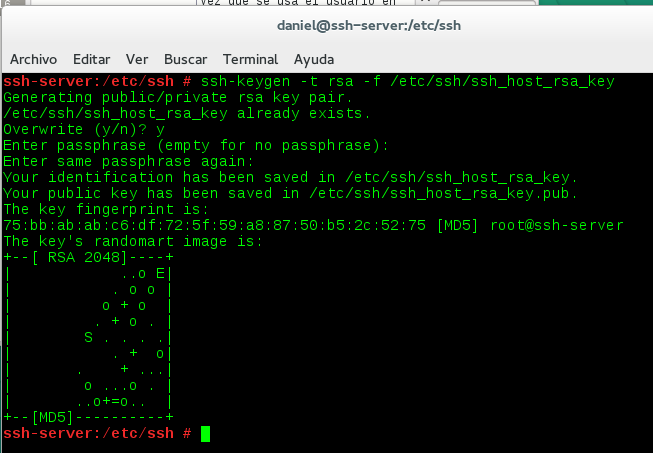 vez que se usa el usuario en
daniel@ssh-server:/etc/ssh
Archivo Editar Ver Buscar Terminal Ayuda
ssh-server:/etc/ssh # ssh-keygen -t rsa -f /etc/ssh/ssh_host_rsa_key
Generating public/private rsa key pair.
/etc/ssh/ssh_host_rsa_key already exists.
Overwrite (y/n)? y
Enter passphrase (empty for no passphrase):
Enter same passphrase again:
Your identification has been saved in /etc/ssh/ssh_host_rsa_key.
Your public key has been saved in /etc/ssh/ssh_host_rsa_key.pub.
The key fingerprint is:
75:bb:ab:ab:c6:df:72:5f:59:a8:87:50:b5:2c:52:75 [MD5] root@ssh-server
The key's randomart image is:
+--[ RSA 2048]----+
|             ..o E|
|            . o o |
|           o + o  |
|          . + o . |
|         S . . . .|
|            . +  o|
|        .    + ...|
|         o ...o . |
|        ..o+=o..  |
+--[MD5]----------+
ssh-server:/etc/ssh #